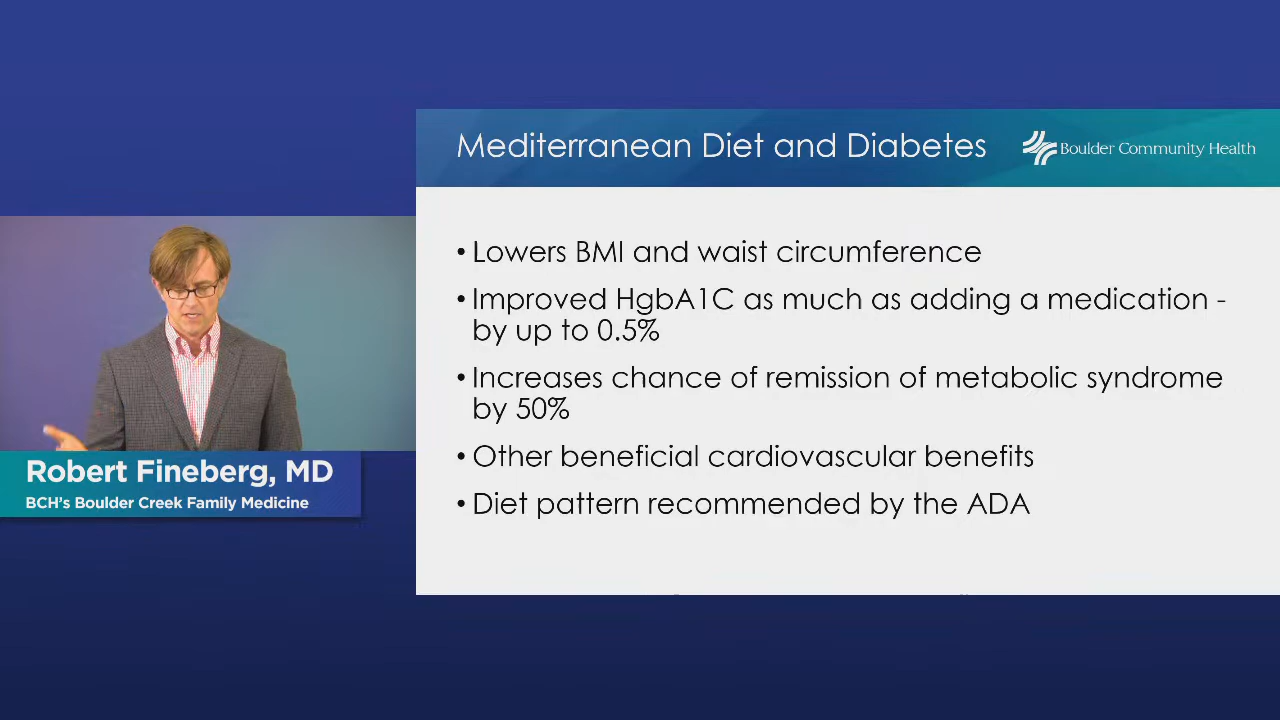 Mediterranean Diet and Diabetes
Boulder Community Health
• Lowers BMI and waist circumference
• Improved HgbA1C as much as adding a medication -
by up to 0.5%
• Increases chance of remission of metabolic syndrome
by 50%
• Other beneficial cardiovascular benefits
• Diet pattern recommended by the ADA
Robert Fineberg, MD
BCH's Boulder Creek Family Medicine